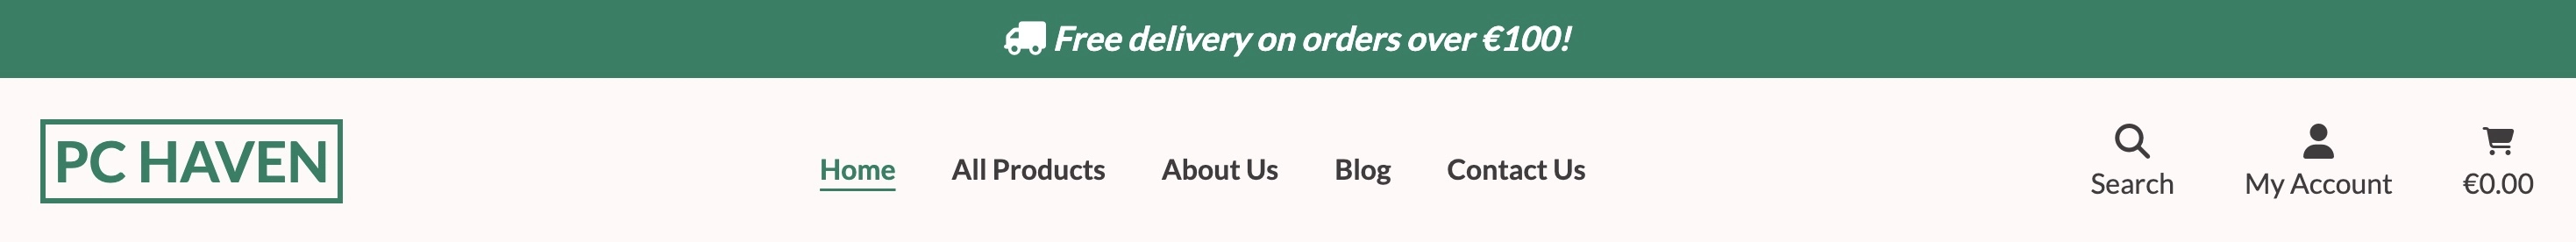 Free delivery on orders over €100!
PC HAVEN
Home All Products About Us Blog Contact Us
Search My Account €0.00